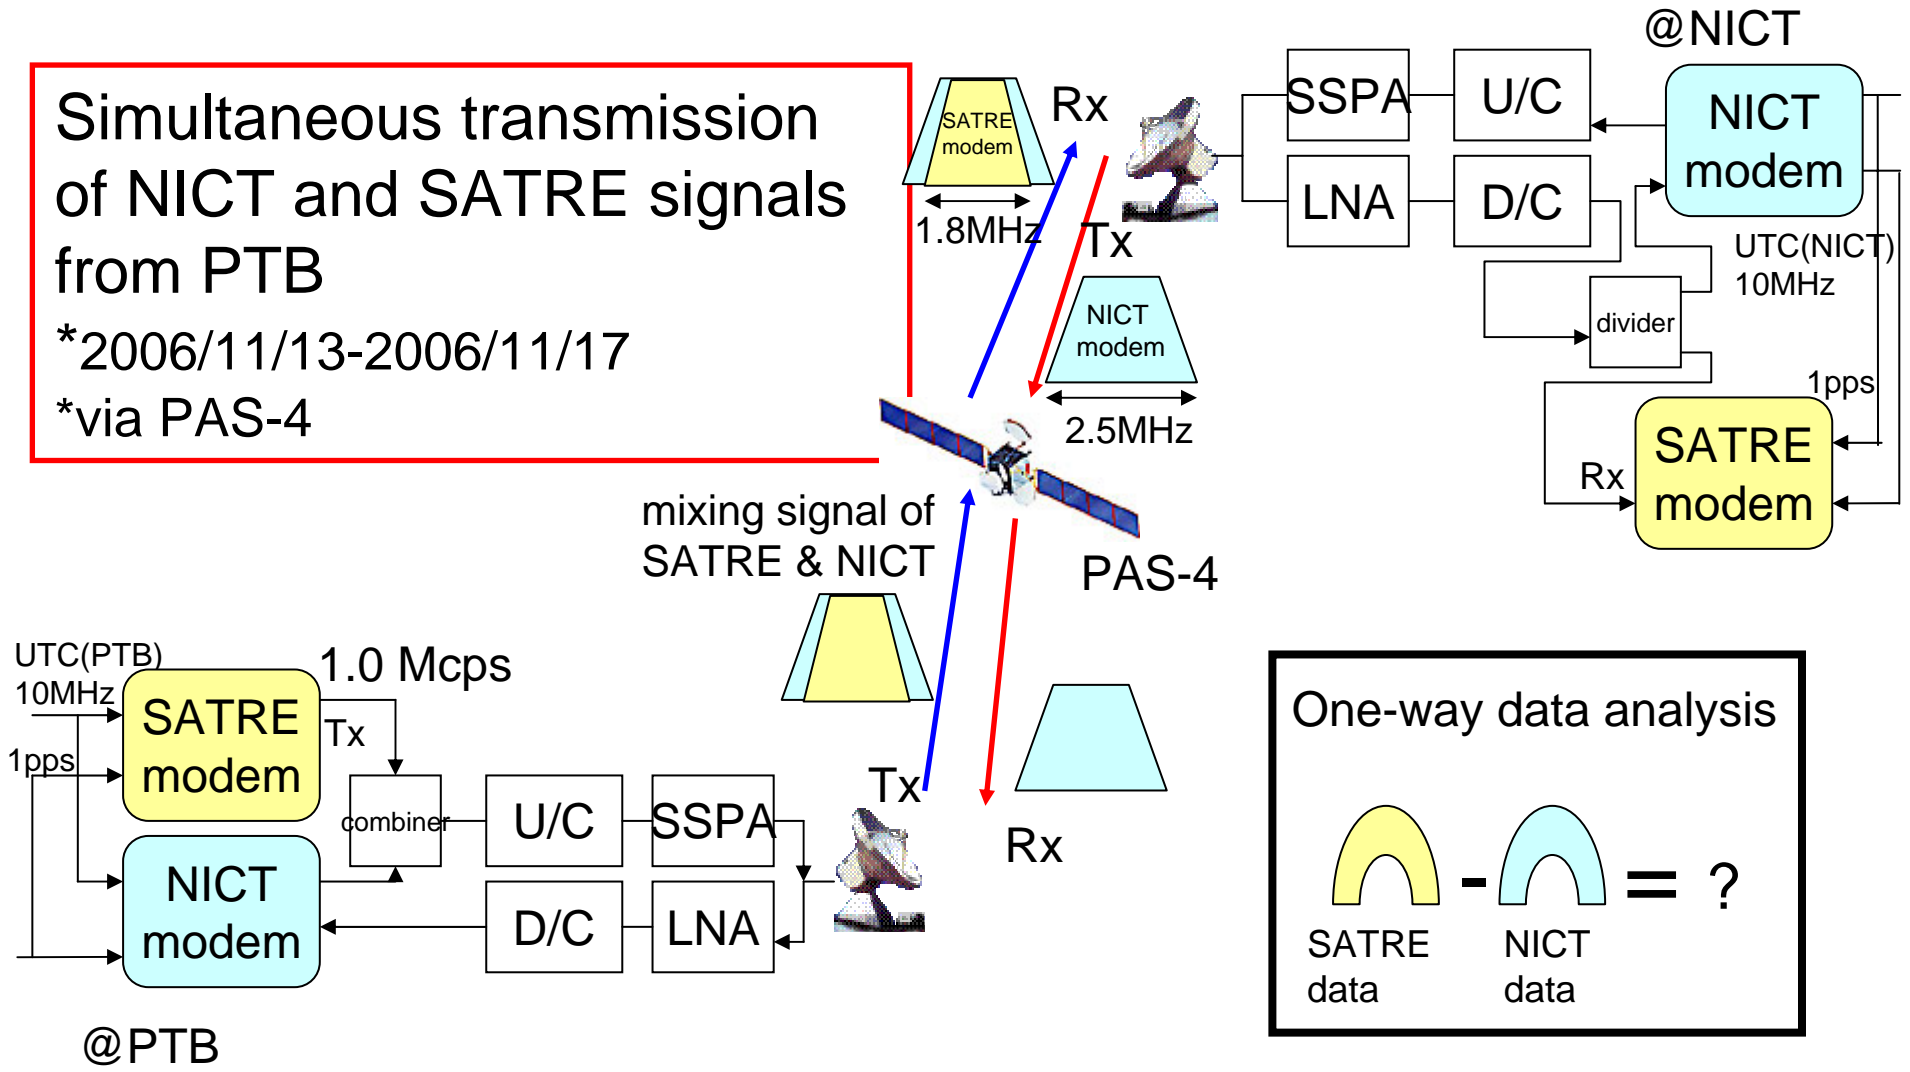 Simultaneous transmission
of NICT and SATRE signals
from PTB
*2006/11/13-2006/11/17
*via PAS-4
SATRE
modem
1.8MHz
Rx
Tx
NICT
modem
2.5MHz
@NICT
SSPA
U/C
LNA
D/C
NICT
modem
UTC(NICT)
10MHz
divider
1pps
Rx
SATRE
modem
mixing signal of
SATRE & NICT
PAS-4
UTC(PTB)
10MHz
1pps
SATRE
modem
1.0 Mcps
Tx
combiner
U/C
SSPA
Tx
NICT
modem
D/C
LNA
Rx
@PTB
One-way data analysis
- = ?
SATRE
data
NICT
data